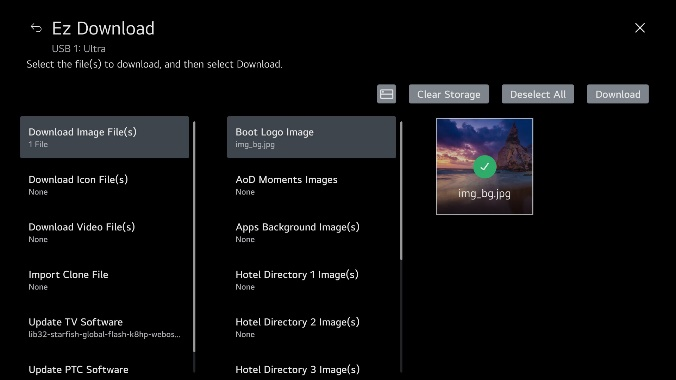 Ez Download
USB 1: Ultra
Select the file(s) to download, and then select Download.
Clear Storage
Deselect All
Download
Download Image File(s)
1 File
Download Icon File(s)
None
Download Video File(s)
None
Import Clone File
None
Update TV Software
lib32-starfish-global-flash-k8hp-webos...
Update PTC Software
Boot Logo Image
img_bg.jpg
AoD Moments Images
None
Apps Background Image(s)
None
Hotel Directory 1 Image(s)
None
Hotel Directory 2 Image(s)
None
Hotel Directory 3 Image(s)
img_bg.jpg